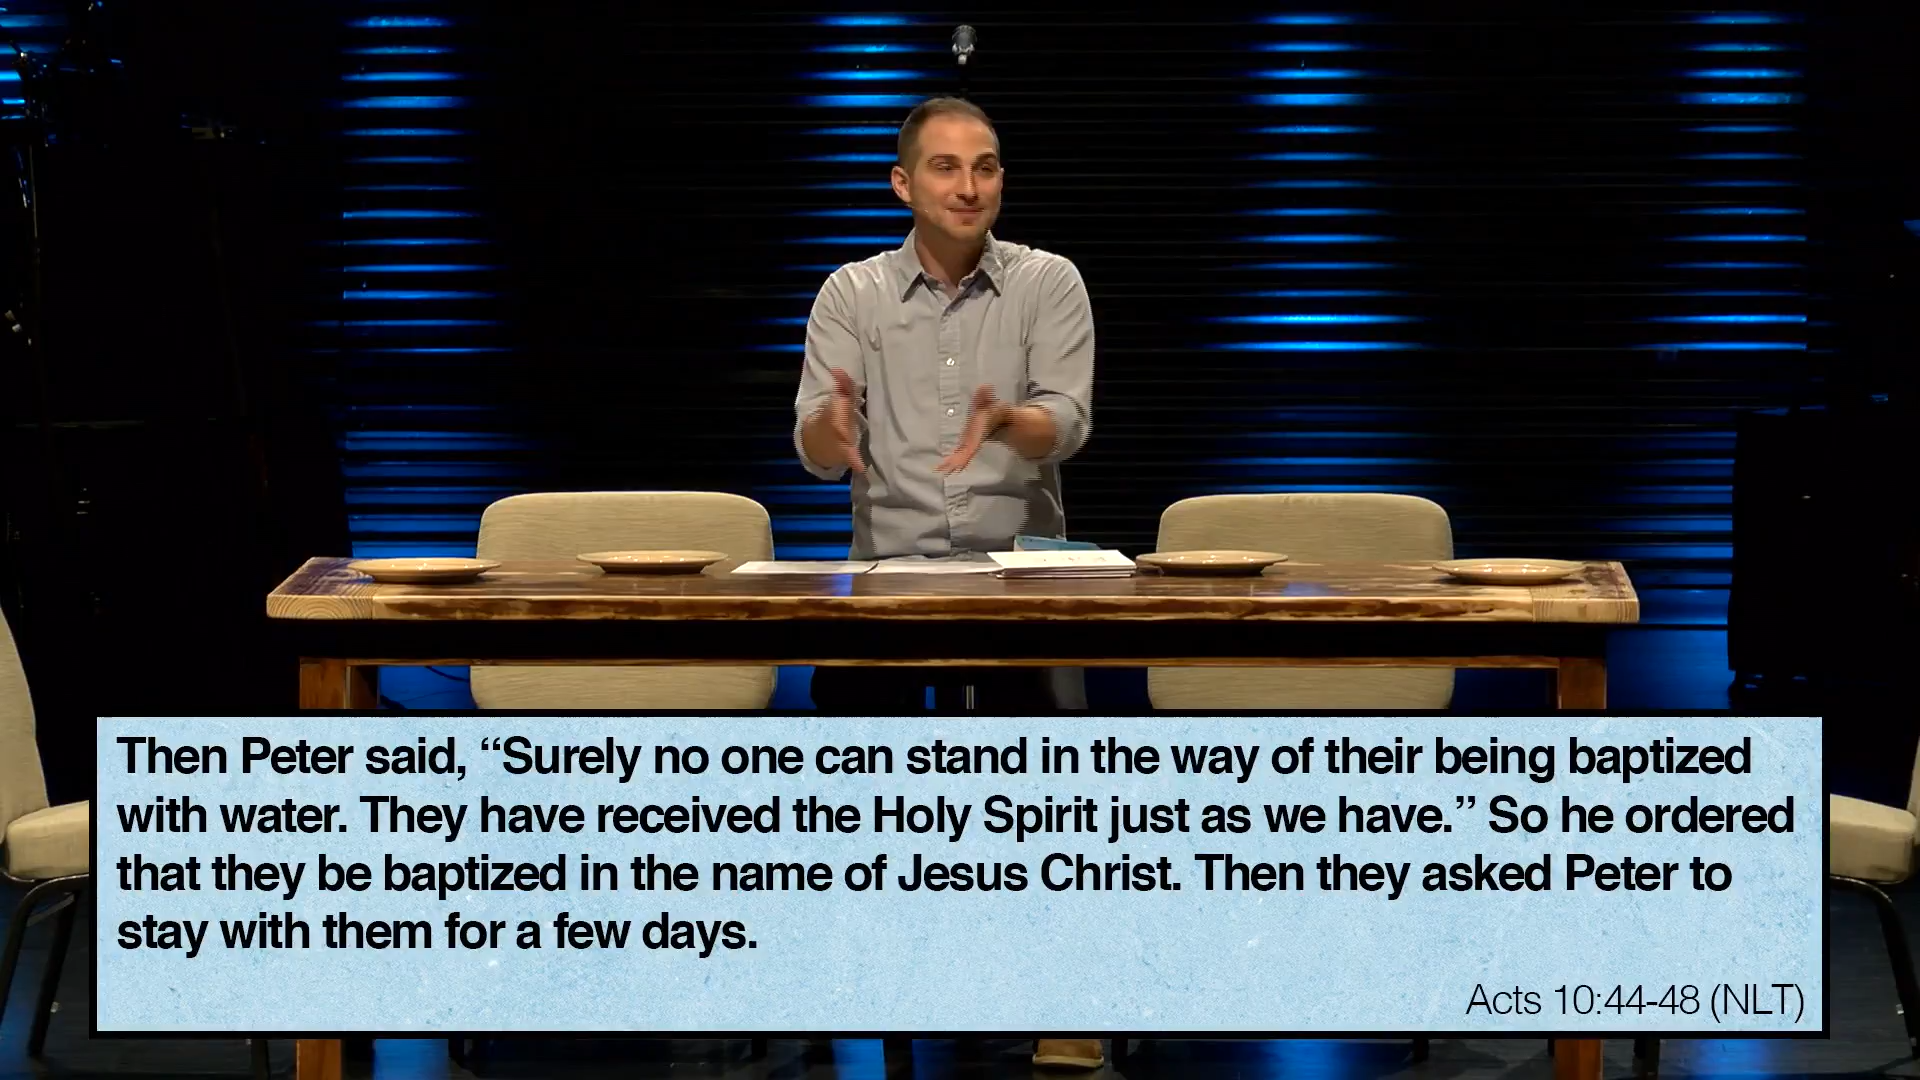 Then Peter said, “Surely no one can stand in the way of their being baptized
with water. They have received the Holy Spirit just as we have.” So he ordered
that they be baptized in the name of Jesus Christ. Then they asked Peter to
stay with them for a few days.
Acts 10:44-48 (NLT)